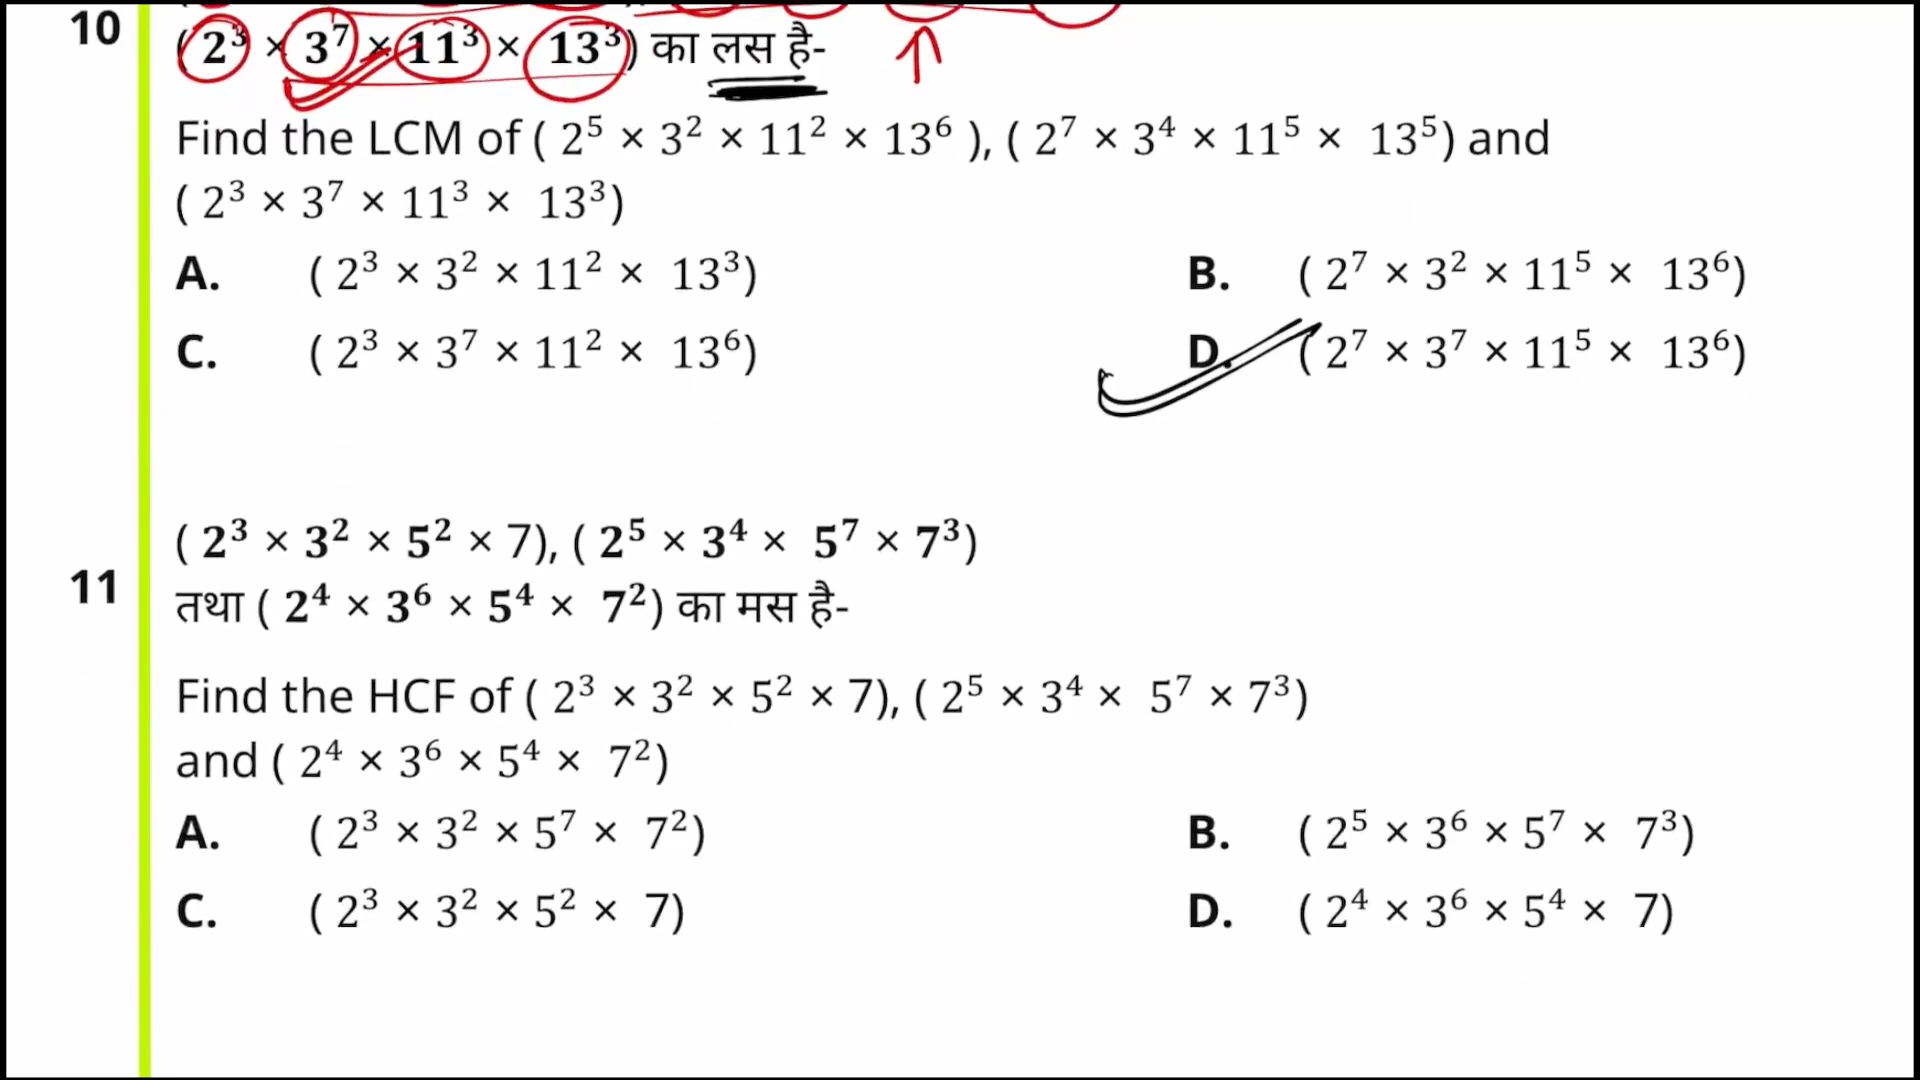 10
( 2³ × 3⁷ × 11³ × 13³) का लस है-
Find the LCM of ( 2⁵ × 3² × 11² × 13⁶ ), ( 2⁷ × 3⁴ × 11⁵ × 13⁵) and
( 2³ × 3⁷ × 11³ × 13³)
A. ( 2³ × 3² × 11² × 13³) B. ( 2⁷ × 3² × 11⁵ × 13⁶)
C. ( 2³ × 3⁷ × 11² × 13⁶) D. ( 2⁷ × 3⁷ × 11⁵ × 13⁶)
( 2³ × 3² × 5² × 7), ( 2⁵ × 3⁴ × 5⁷ × 7³)
11
तथा ( 2⁴ × 3⁶ × 5⁴ × 7²) का मस है-
Find the HCF of ( 2³ × 3² × 5² × 7), ( 2⁵ × 3⁴ × 5⁷ × 7³)
and ( 2⁴ × 3⁶ × 5⁴ × 7²)
A. ( 2³ × 3² × 5⁷ × 7²) B. ( 2⁵ × 3⁶ × 5⁷ × 7³)
C. ( 2³ × 3² × 5² × 7) D. ( 2⁴ × 3⁶ × 5⁴ × 7)